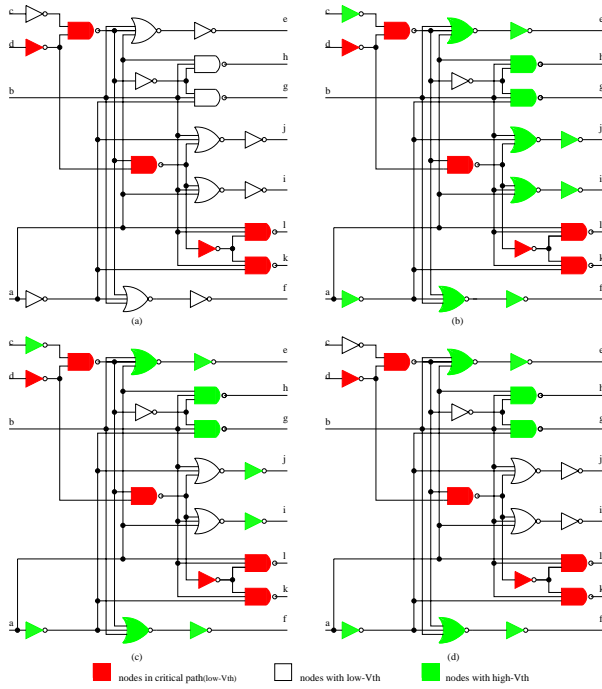 c
e
d
h
b
g
j
i
l
k
a
f
(a)
c
e
d
h
b
g
j
i
l
k
a
f
(b)
c
e
d
h
b
g
j
i
l
k
a
f
(c)
c
e
d
h
b
g
j
i
l
k
a
f
(d)
nodes in critical path(low-Vth)
nodes with low-Vth
nodes with high-Vth